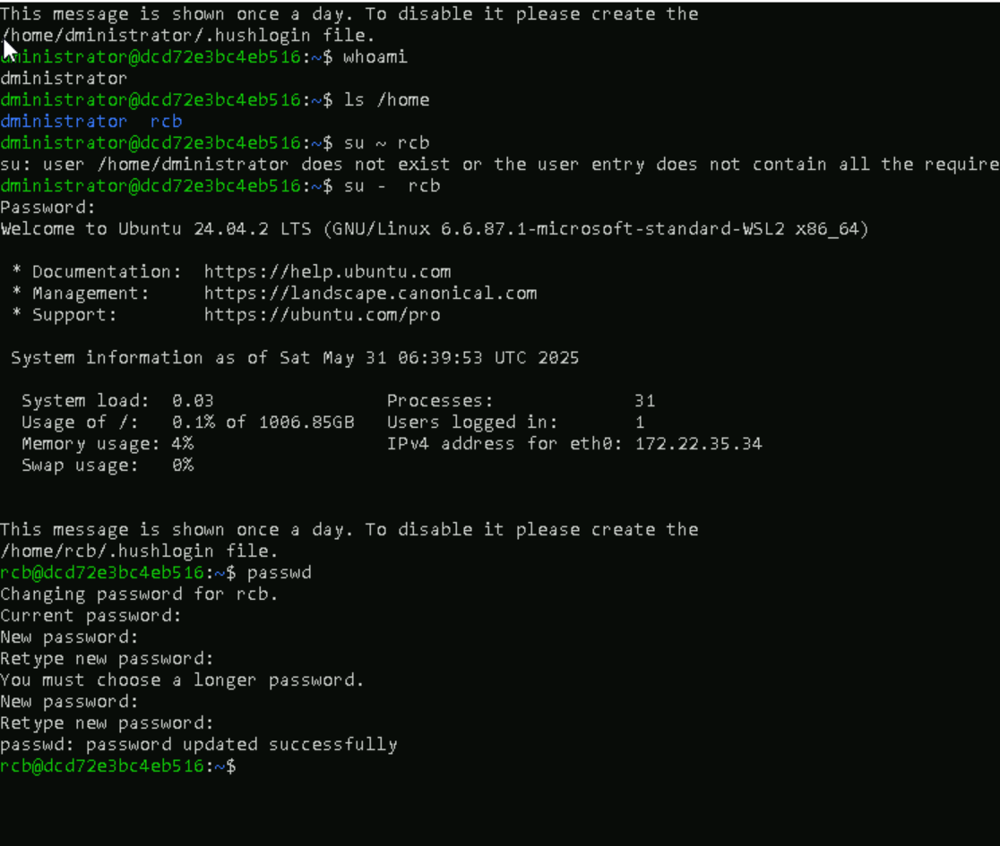 This message is shown once a day. To disable it please create the
/home/dministrator/.hushlogin file.
dministrator@dcd72e3bc4eb516:~$ whoami
dministrator
dministrator@dcd72e3bc4eb516:~$ ls /home
dministrator  rcb
dministrator@dcd72e3bc4eb516:~$ su ~ rcb
su: user /home/dministrator does not exist or the user entry does not contain all the require
dministrator@dcd72e3bc4eb516:~$ su -  rcb
Password:
Welcome to Ubuntu 24.04.2 LTS (GNU/Linux 6.6.87.1-microsoft-standard-WSL2 x86_64)
 * Documentation:  https://help.ubuntu.com
 * Management:     https://landscape.canonical.com
 * Support:        https://ubuntu.com/pro
 System information as of Sat May 31 06:39:53 UTC 2025
  System load:  0.03                Processes:             31
  Usage of /:   0.1% of 1006.85GB   Users logged in:       1
  Memory usage: 4%                  IPv4 address for eth0: 172.22.35.34
  Swap usage:   0%
This message is shown once a day. To disable it please create the
/home/rcb/.hushlogin file.
rcb@dcd72e3bc4eb516:~$ passwd
Changing password for rcb.
Current password:
New password:
Retype new password:
You must choose a longer password.
New password:
Retype new password:
passwd: password updated successfully
rcb@dcd72e3bc4eb516:~$